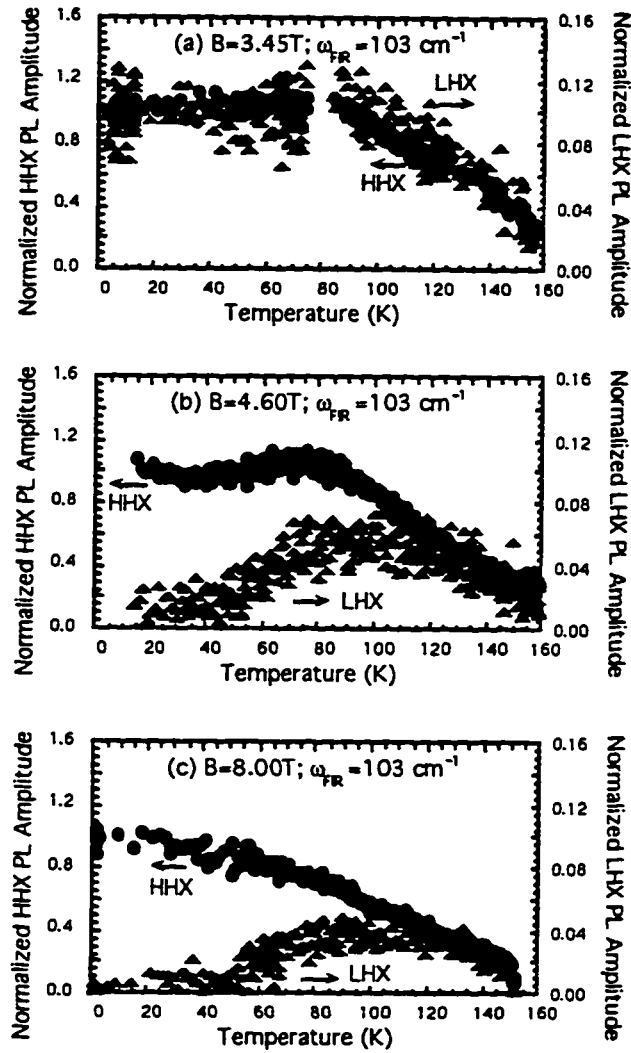 Normalized HHX PL Amplitude
1.6
1.2
0.8
0.4
0.0
(a) B=3.45T; ωFIR =103 cm-1
LHX
HHX
0.16
0.12
0.08
0.04
0.00
Normalized LHX PL Amplitude
0 20 40 60 80 100 120 140 160
Temperature (K)
Normalized HHX PL Amplitude
1.6
1.2
0.8
0.4
0.0
(b) B=4.60T; ωFIR =103 cm-1
HHX
LHX
0.16
0.12
0.08
0.04
0.00
Normalized LHX PL Amplitude
0 20 40 60 80 100 120 140 160
Temperature (K)
Normalized HHX PL Amplitude
1.6
1.2
0.8
0.4
0.0
(c) B=8.00T; ωFIR =103 cm-1
HHX
LHX
0.16
0.12
0.08
0.04
0.00
Normalized LHX PL Amplitude
0 20 40 60 80 100 120 140 160
Temperature (K)